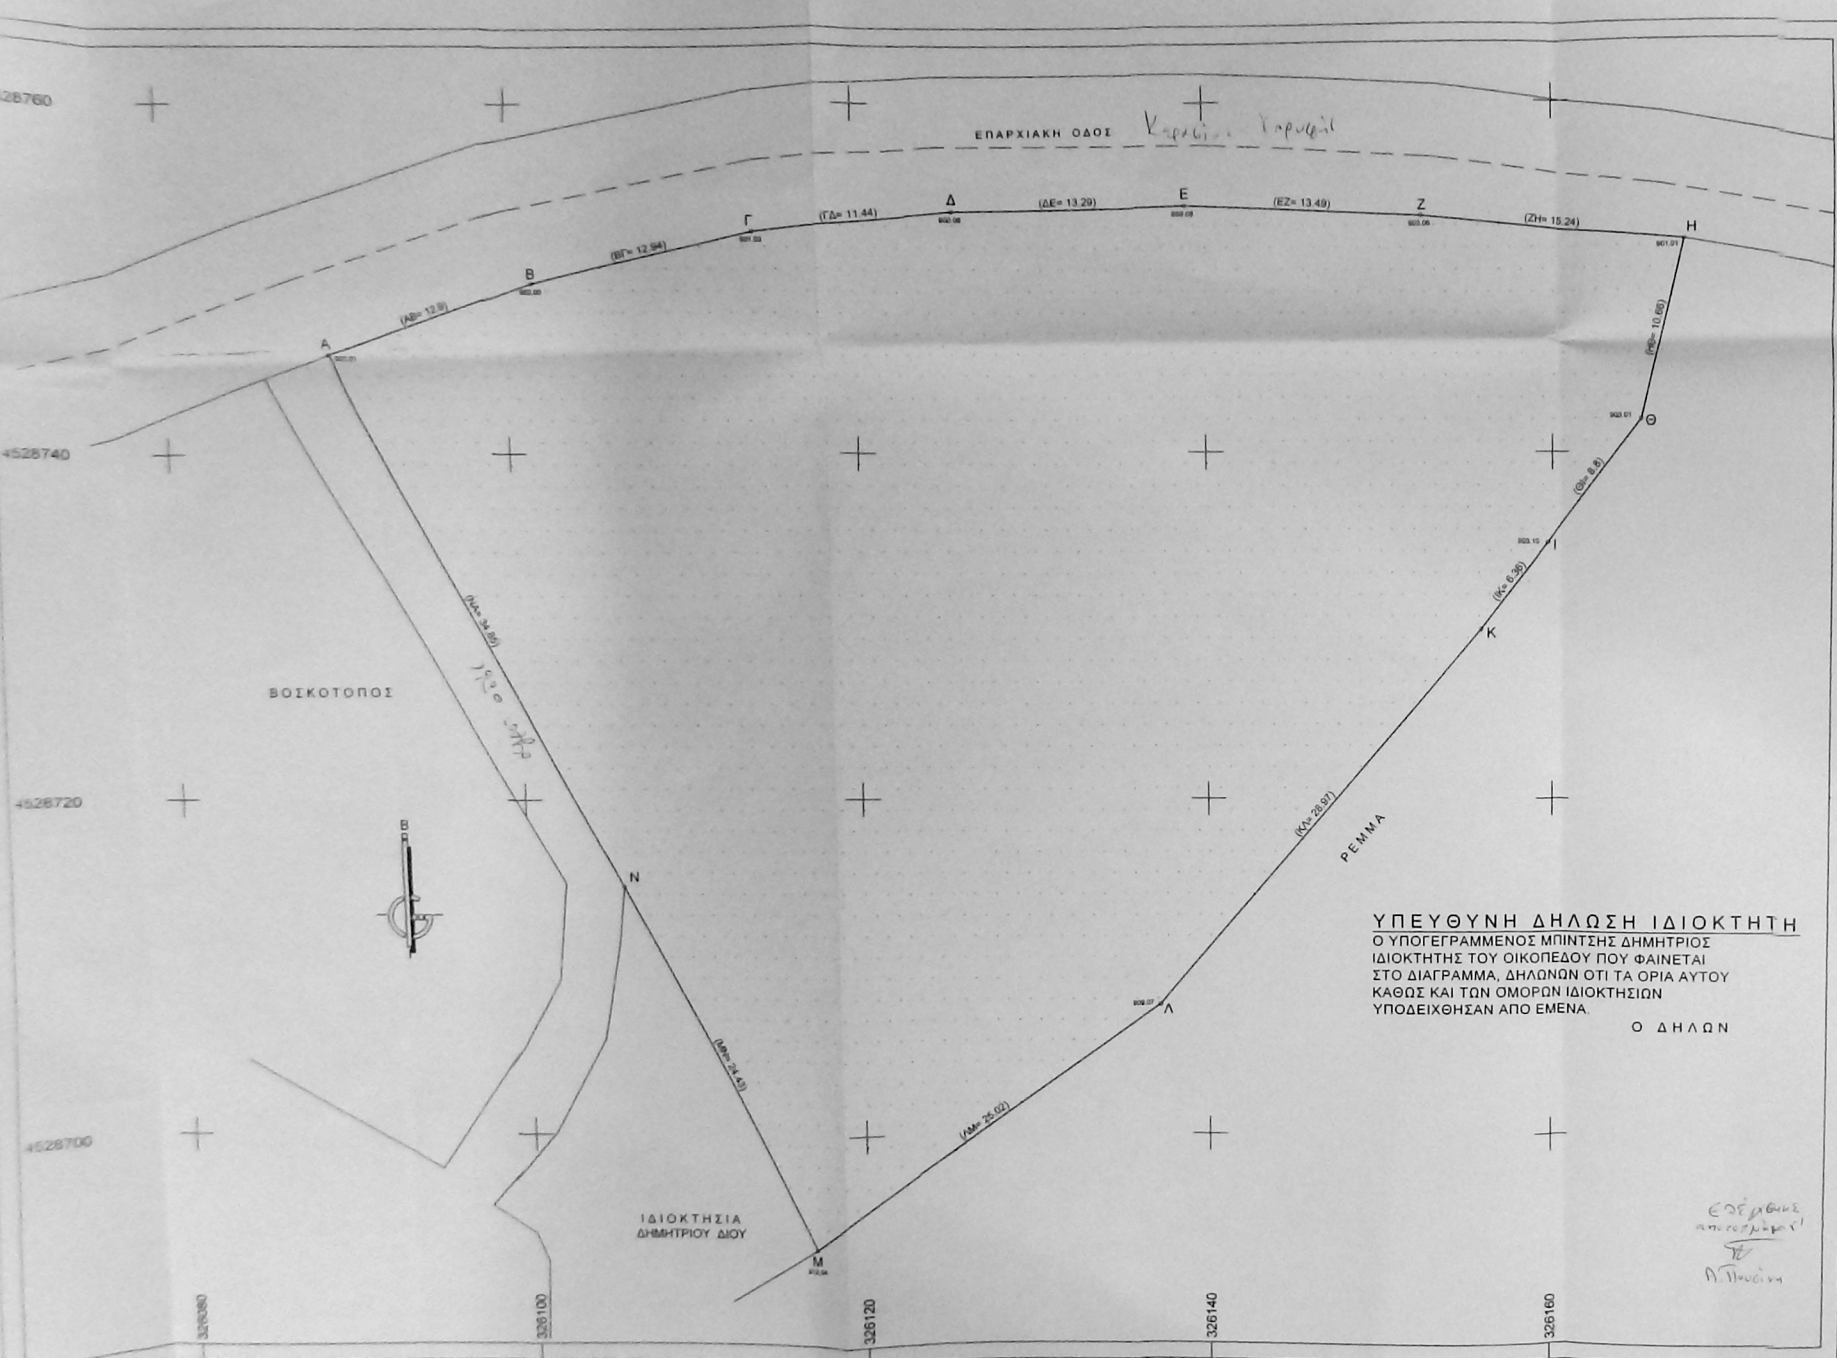 28760
ΕΠΑΡΧΙΑΚΗ ΟΔΟΣ
Α
(ΑΒ= 12.9)
Β
(ΒΓ= 12.94)
Γ
(ΓΔ= 11.44)
Δ
(ΔΕ= 13.29)
Ε
(ΕΖ= 13.49)
Ζ
(ΖΗ= 15.24)
Η
(ΗΘ= 10.66)
Θ
(ΘΙ= 8.8)
Ι
(ΙΚ= 6.36)
Κ
4528740
(ΝΑ= 34.86)
ΒΟΣΚΟΤΟΠΟΣ
4528720
(ΚΛ= 28.97)
ΡΕΜΜΑ
Β
Ν
ΥΠΕΥΘΥΝΗ ΔΗΛΩΣΗ ΙΔΙΟΚΤΗΤΗ
Ο ΥΠΟΓΕΓΡΑΜΜΕΝΟΣ ΜΠΙΝΤΣΗΣ ΔΗΜΗΤΡΙΟΣ
ΙΔΙΟΚΤΗΤΗΣ ΤΟΥ ΟΙΚΟΠΕΔΟΥ ΠΟΥ ΦΑΙΝΕΤΑΙ
ΣΤΟ ΔΙΑΓΡΑΜΜΑ, ΔΗΛΩΝΩΝ ΟΤΙ ΤΑ ΟΡΙΑ ΑΥΤΟΥ
ΚΑΘΩΣ ΚΑΙ ΤΩΝ ΟΜΟΡΩΝ ΙΔΙΟΚΤΗΣΙΩΝ
ΥΠΟΔΕΙΧΘΗΣΑΝ ΑΠΟ ΕΜΕΝΑ.
Ο ΔΗΛΩΝ
Λ
(ΜΝ= 24.43)
(ΛΜ= 25.02)
4528700
ΙΔΙΟΚΤΗΣΙΑ
ΔΗΜΗΤΡΙΟΥ ΔΙΟΥ
Μ
326080
326100
326120
326140
326160